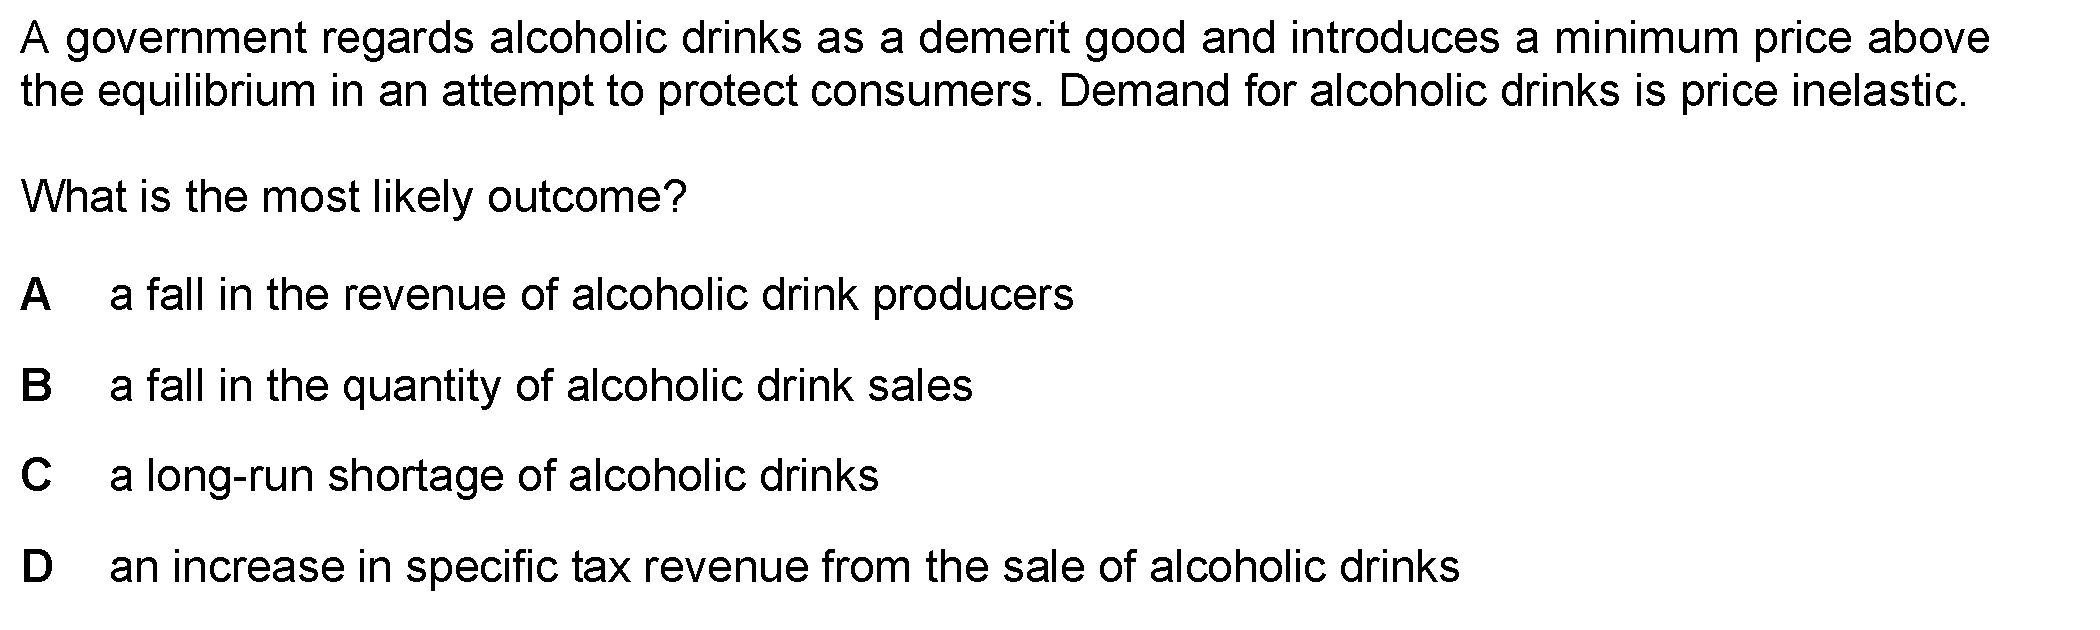 A government regards alcoholic drinks as a demerit good and introduces a minimum price above
the equilibrium in an attempt to protect consumers. Demand for alcoholic drinks is price inelastic.
What is the most likely outcome?
A a fall in the revenue of alcoholic drink producers
B a fall in the quantity of alcoholic drink sales
C a long-run shortage of alcoholic drinks
D an increase in specific tax revenue from the sale of alcoholic drinks